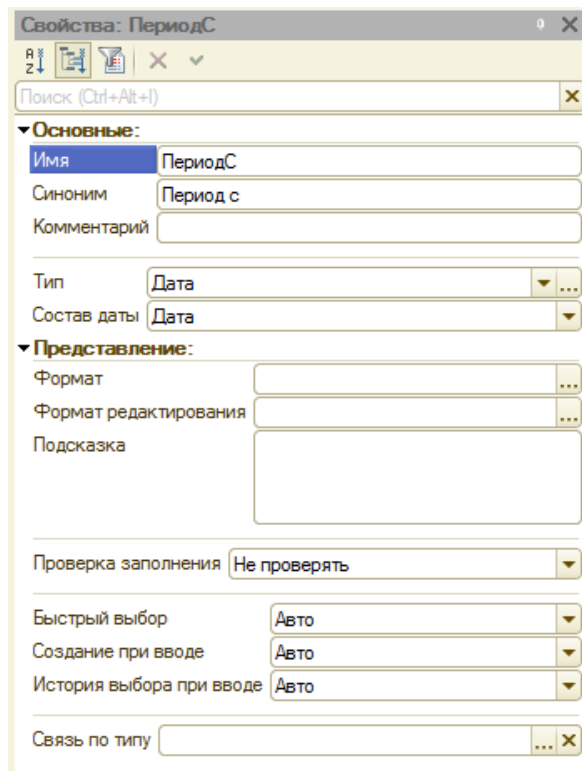 Свойства: ПериодС
Поиск (Ctrl+Alt+I)
Основные:
Имя ПериодС
Синоним Период с
Комментарий
Тип Дата
Состав даты Дата
Представление:
Формат
Формат редактирования
Подсказка
Проверка заполнения Не проверять
Быстрый выбор Авто
Создание при вводе Авто
История выбора при вводе Авто
Связь по типу